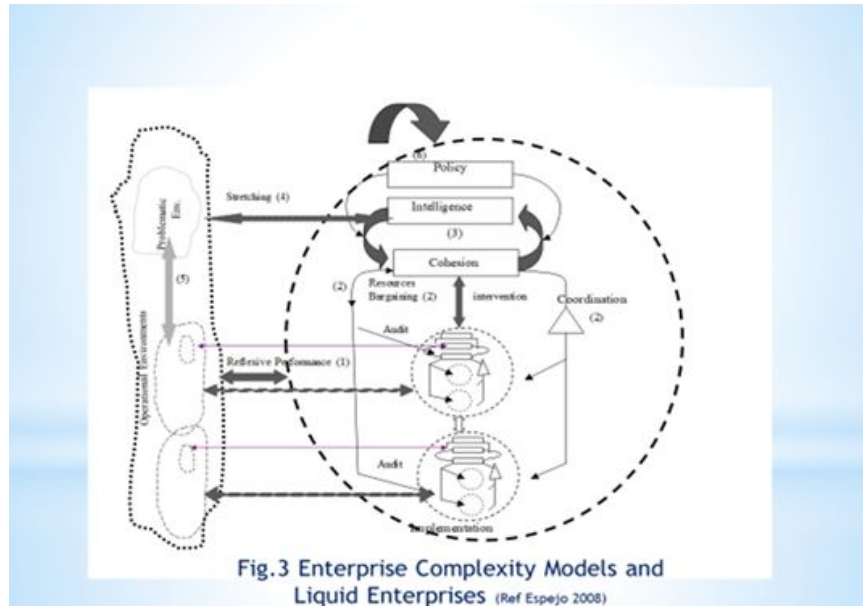 (6)
Policy
Stretching (4)
Intelligence
(3)
Problematic
Env.
Cohesion
(5)
(2)
Resources
Bargaining (2)
intervention
Coordination
(2)
Audit
Operational Environments
Reflexive Performance (1)
Audit
Implementation
Fig.3 Enterprise Complexity Models and
Liquid Enterprises (Ref Espejo 2008)